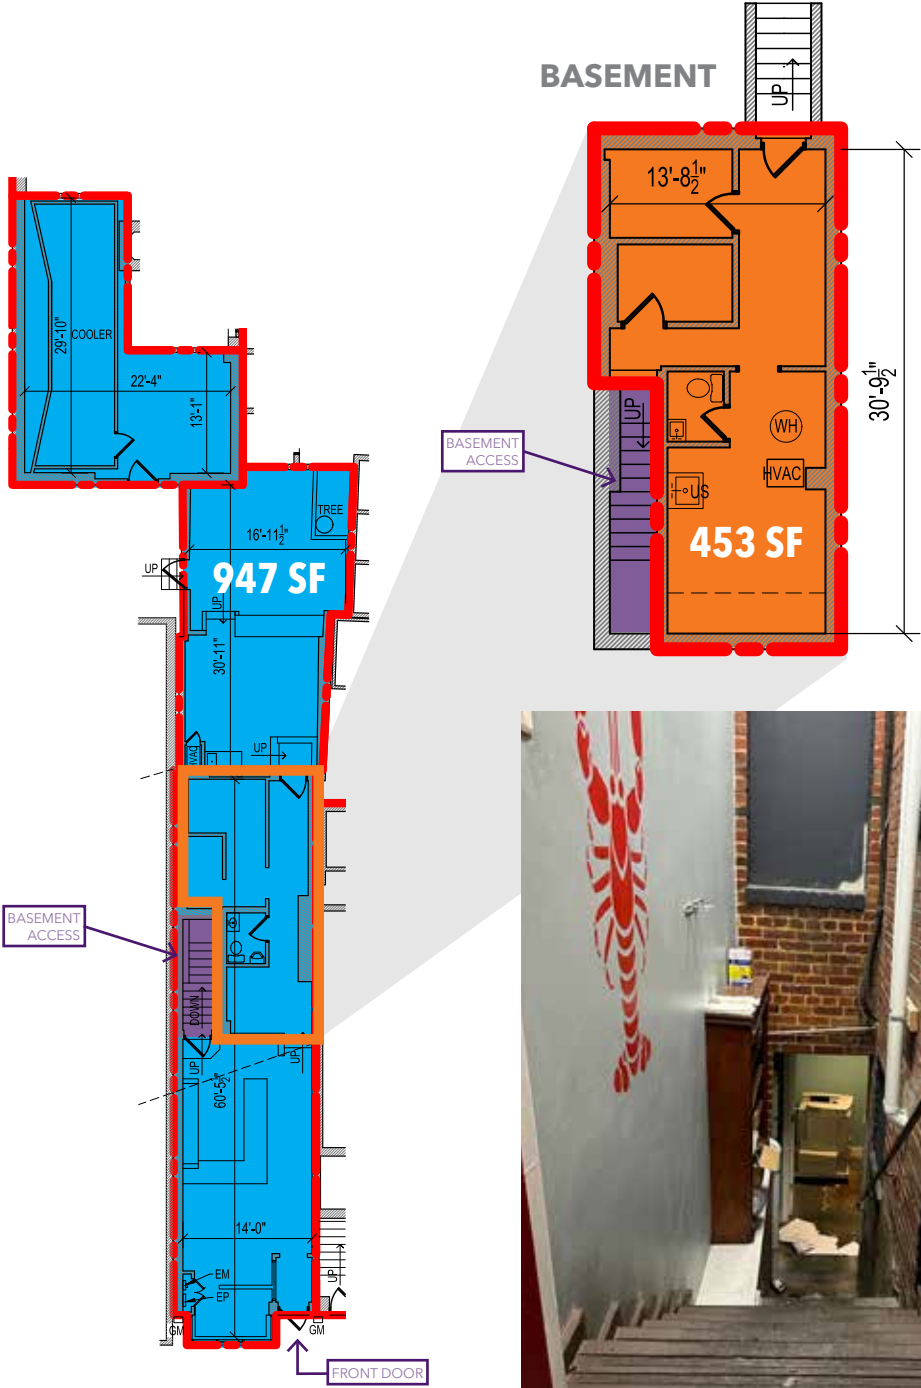 BASEMENT
UP
13'-8½"
30'-9½"
UP
WH
HVAC
US
453 SF
BASEMENT
ACCESS
COOLER
29'-10"
22'-4"
13'-1"
TREE
16'-11½"
UP
947 SF
UP
30'-11"
HVAC
UP
BASEMENT
ACCESS
DOWN
UP
UP
60'-5½"
14'-0"
EM
EP
UP
GM
GM
FRONT DOOR